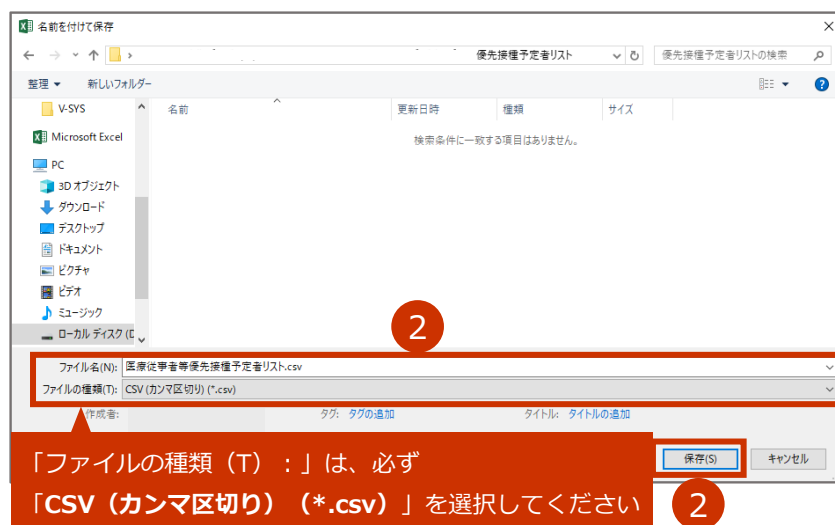 名前を付けて保存
優先接種予定者リスト
優先接種予定者リストの検索
整理
新しいフォルダー
V-SYS
名前
更新日時
種類
サイズ
Microsoft Excel
検索条件に一致する項目はありません。
PC
3D オブジェクト
ダウンロード
デスクトップ
ドキュメント
ピクチャ
ビデオ
ミュージック
ローカル ディスク (C
2
ファイル名(N):
医療従事者等優先接種予定者リスト.csv
ファイルの種類(T):
CSV (カンマ区切り) (*.csv)
作成者:
タグ: タグの追加
タイトル: タイトルの追加
「ファイルの種類（T）:」は、必ず
「CSV（カンマ区切り）（*.csv）」を選択してください
保存(S)
キャンセル
2